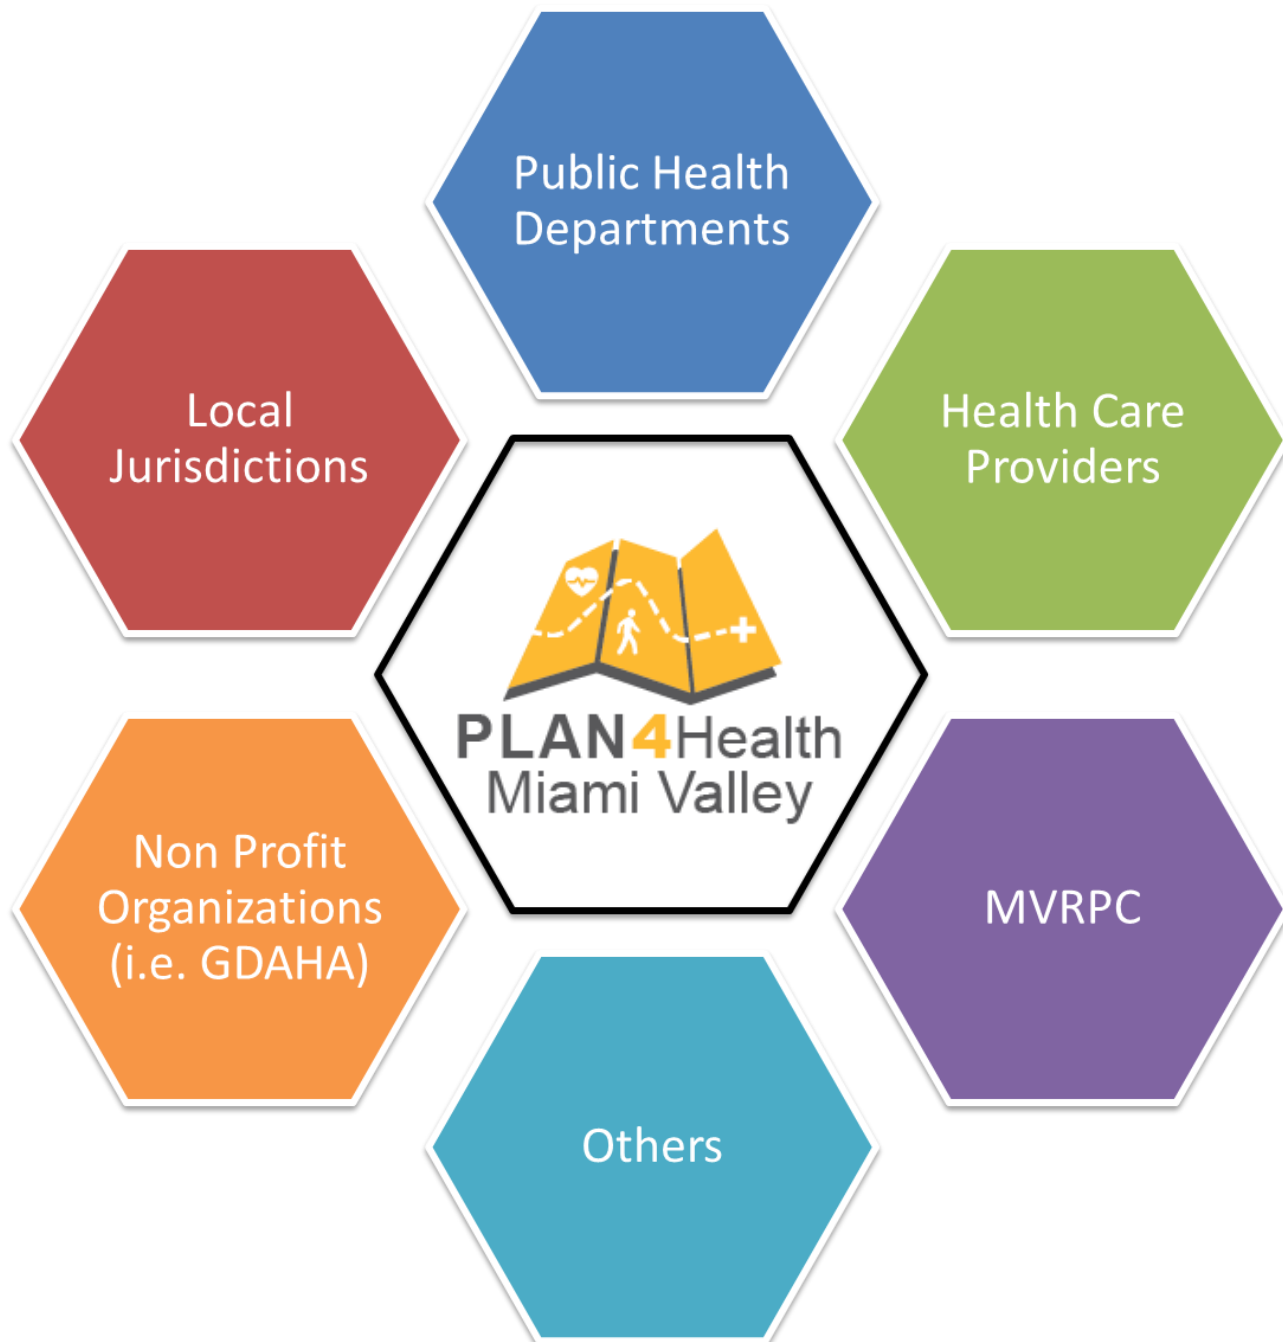 Public Health
Departments
Local
Jurisdictions
Health Care
Providers
PLAN4Health
Miami Valley
Non Profit
Organizations
(i.e. GDAHA)
MVRPC
Others